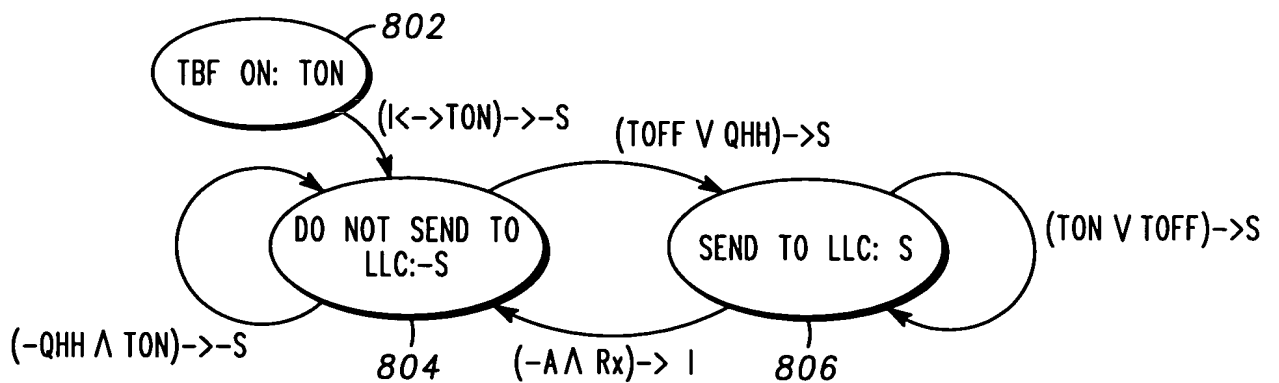 802
TBF ON: TON
(I<->TON)->-S
(TOFF V QHH)->S
DO NOT SEND TO
LLC:-S
SEND TO LLC: S
(TON V TOFF)->S
(-QHH Λ TON)->-S
804
(-A Λ Rx)-> I
806